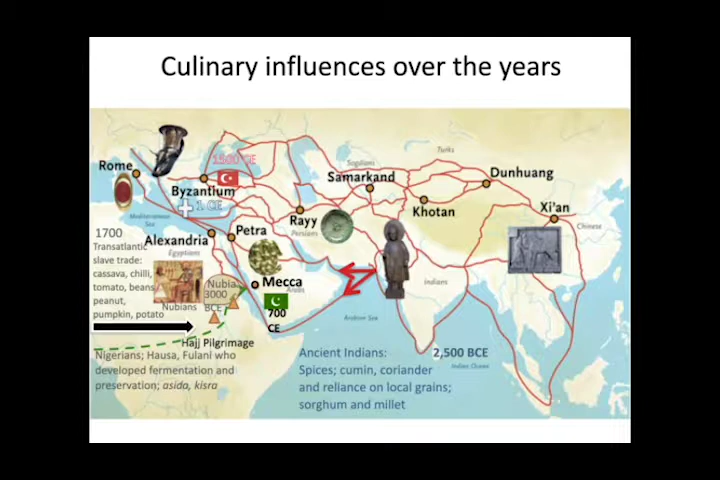 Culinary influences over the years
Turks
1500 CE
Rome
Sogdians
Samarkand
Dunhuang
Byzantium
1 CE
Khotan
Xi'an
Mediterranean
Sea
Rayy
Persians
Chinese
1700
Transatlantic
slave trade:
cassava, chilli,
tomato, beans,
peanut,
pumpkin, potato
Alexandria
Petra
Egyptians
Nubia
3000
BCE
Nubians
Mecca
Arabs
700
CE
Indians
Arabian Sea
Hajj Pilgrimage
Nigerians; Hausa, Fulani who
developed fermentation and
preservation; asida, kisra
Ancient Indians:
Spices; cumin, coriander
and reliance on local grains;
sorghum and millet
2,500 BCE
Indian Ocean